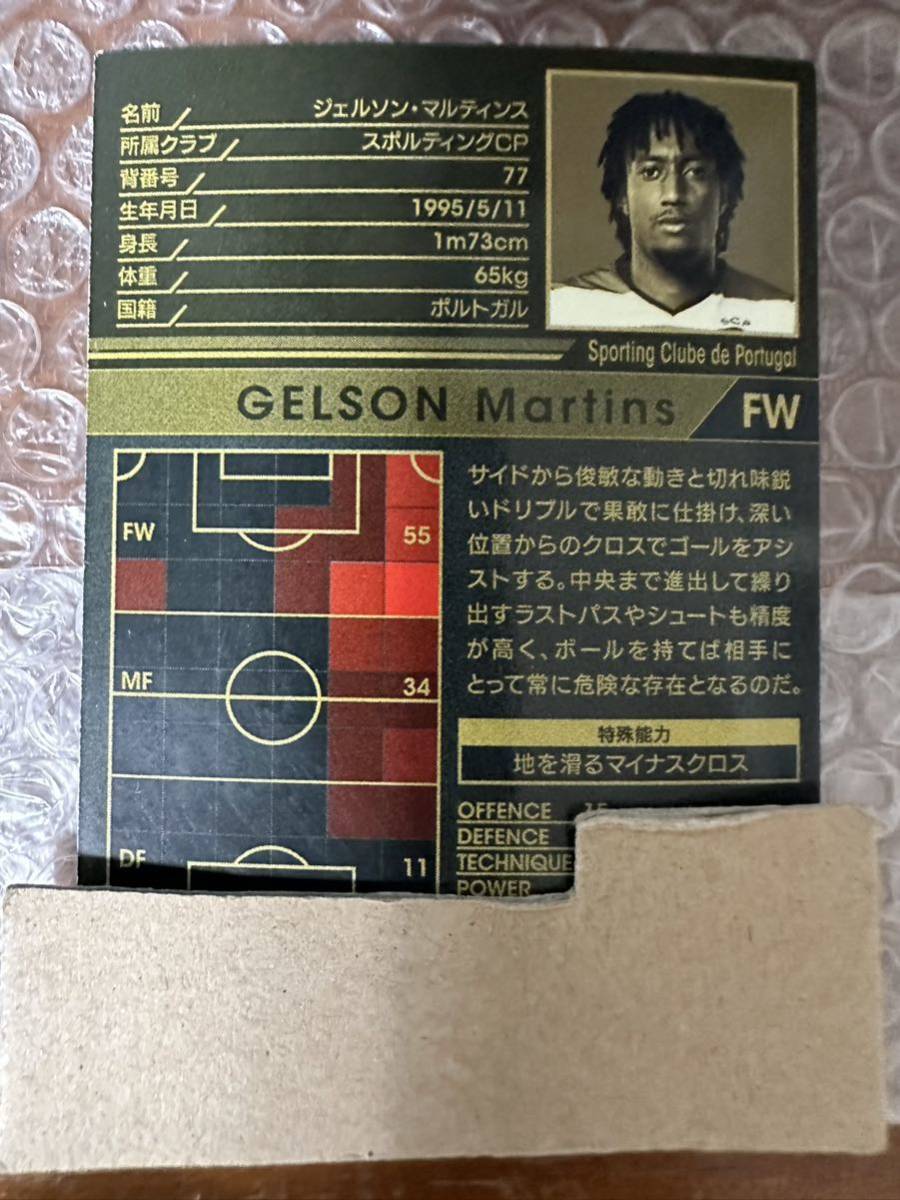 名前 ジェルソン・マルティンス
所属クラブ スポルティングCP
背番号 77
生年月日 1995/5/11
身長 1m73cm
体重 65kg
国籍 ポルトガル
Sporting Clube de Portugal
GELSON Martins FW
FW 55
MF 34
DF 11
サイドから俊敏な動きと切れ味鋭
いドリブルで果敢に仕掛け、深い
位置からのクロスでゴールをアシ
ストする。中央まで進出して繰り
出すラストパスやシュートも精度
が高く、ボールを持てば相手に
とって常に危険な存在となるのだ。
特殊能力
地を滑るマイナスクロス
OFFENCE
DEFENCE
TECHNIQUE
POWER